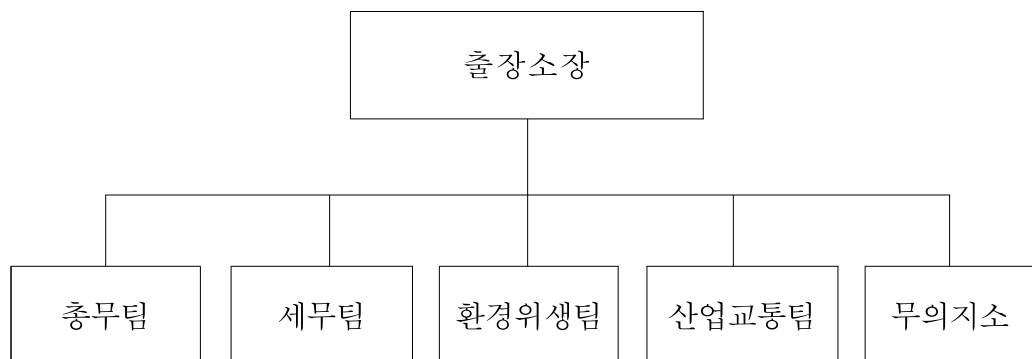 출장소장
총무팀
세무팀
환경위생팀
산업교통팀
무의지소